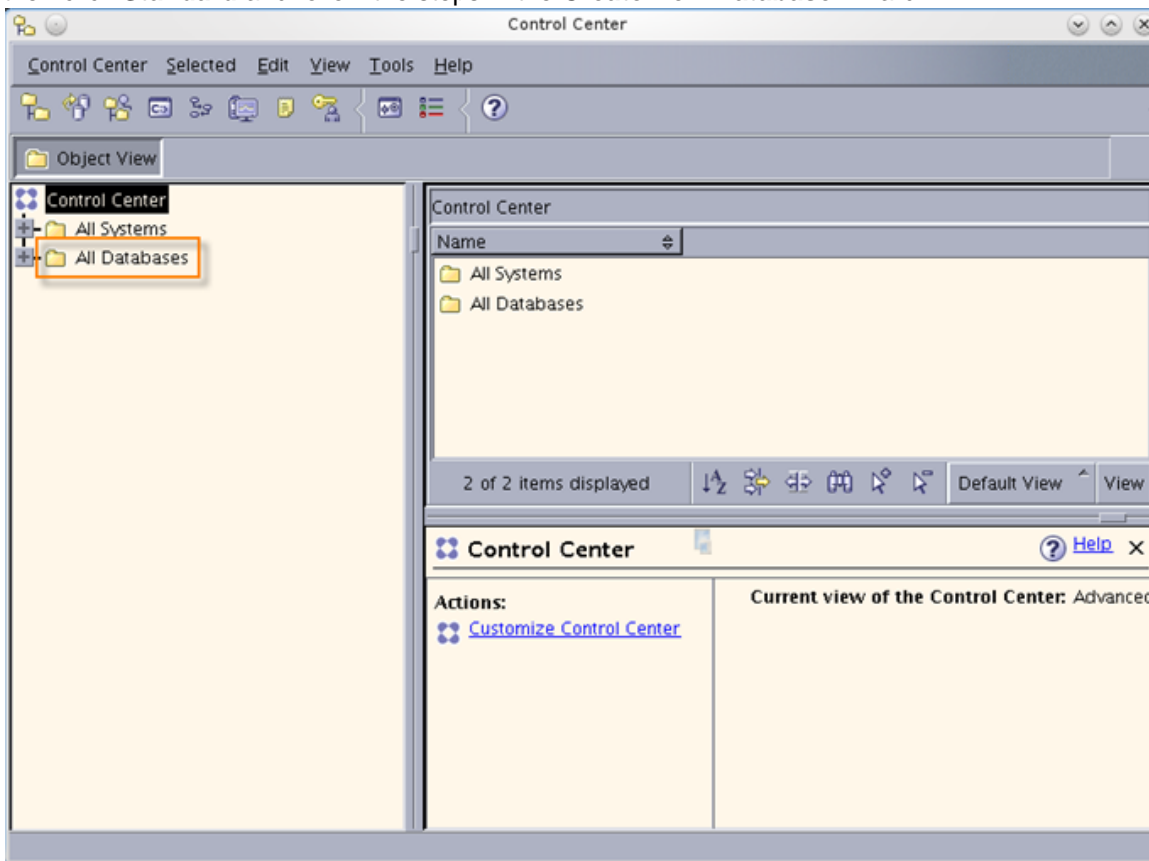 Control Center
Control Center Selected Edit View Tools Help
Object View
Control Center
All Systems
All Databases
Control Center
Name
All Systems
All Databases
2 of 2 items displayed
Default View
View
Control Center
Help
Actions:
Customize Control Center
Current view of the Control Center: Advanced